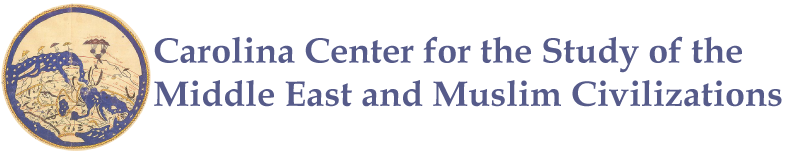 Carolina Center for the Study of the
Middle East and Muslim Civilizations